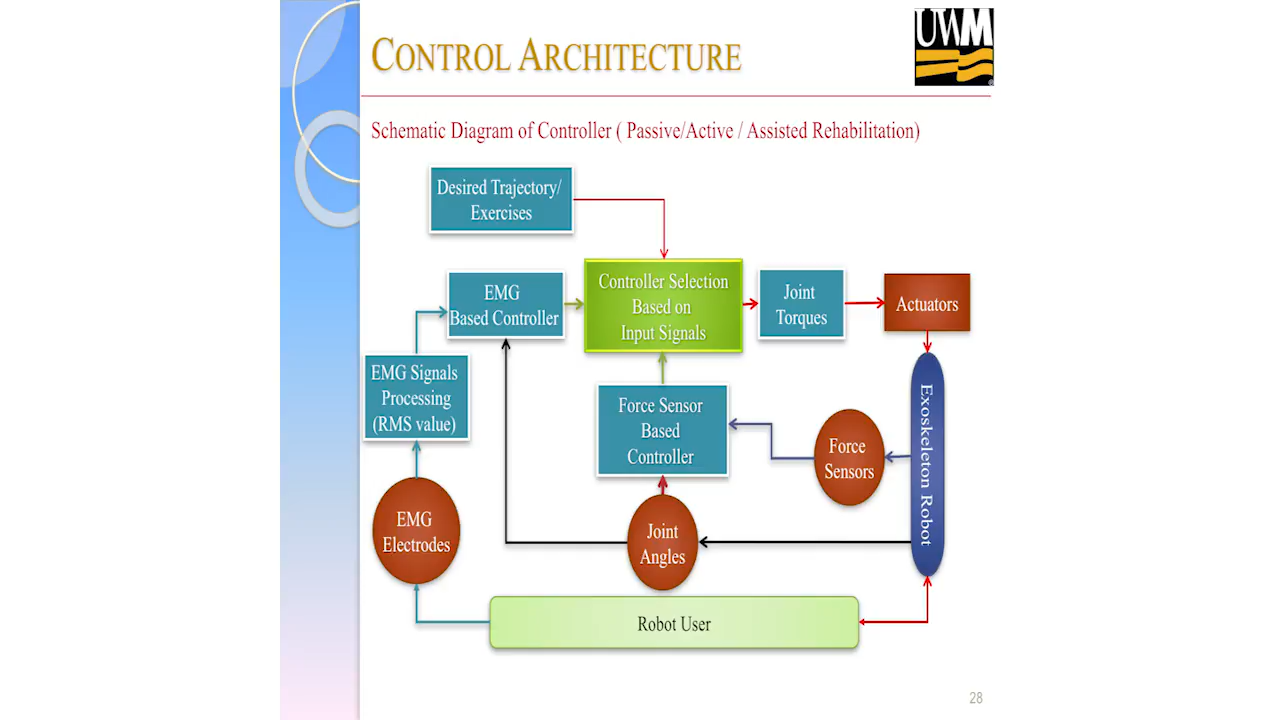 CONTROL ARCHITECTURE
UWM
®
Schematic Diagram of Controller ( Passive/Active / Assisted Rehabilitation)
Desired Trajectory/
Exercises
EMG
Based Controller
Controller Selection
Based on
Input Signals
Joint
Torques
Actuators
EMG Signals
Processing
(RMS value)
Force Sensor
Based
Controller
Force
Sensors
Exoskeleton Robot
EMG
Electrodes
Joint
Angles
Robot User
28